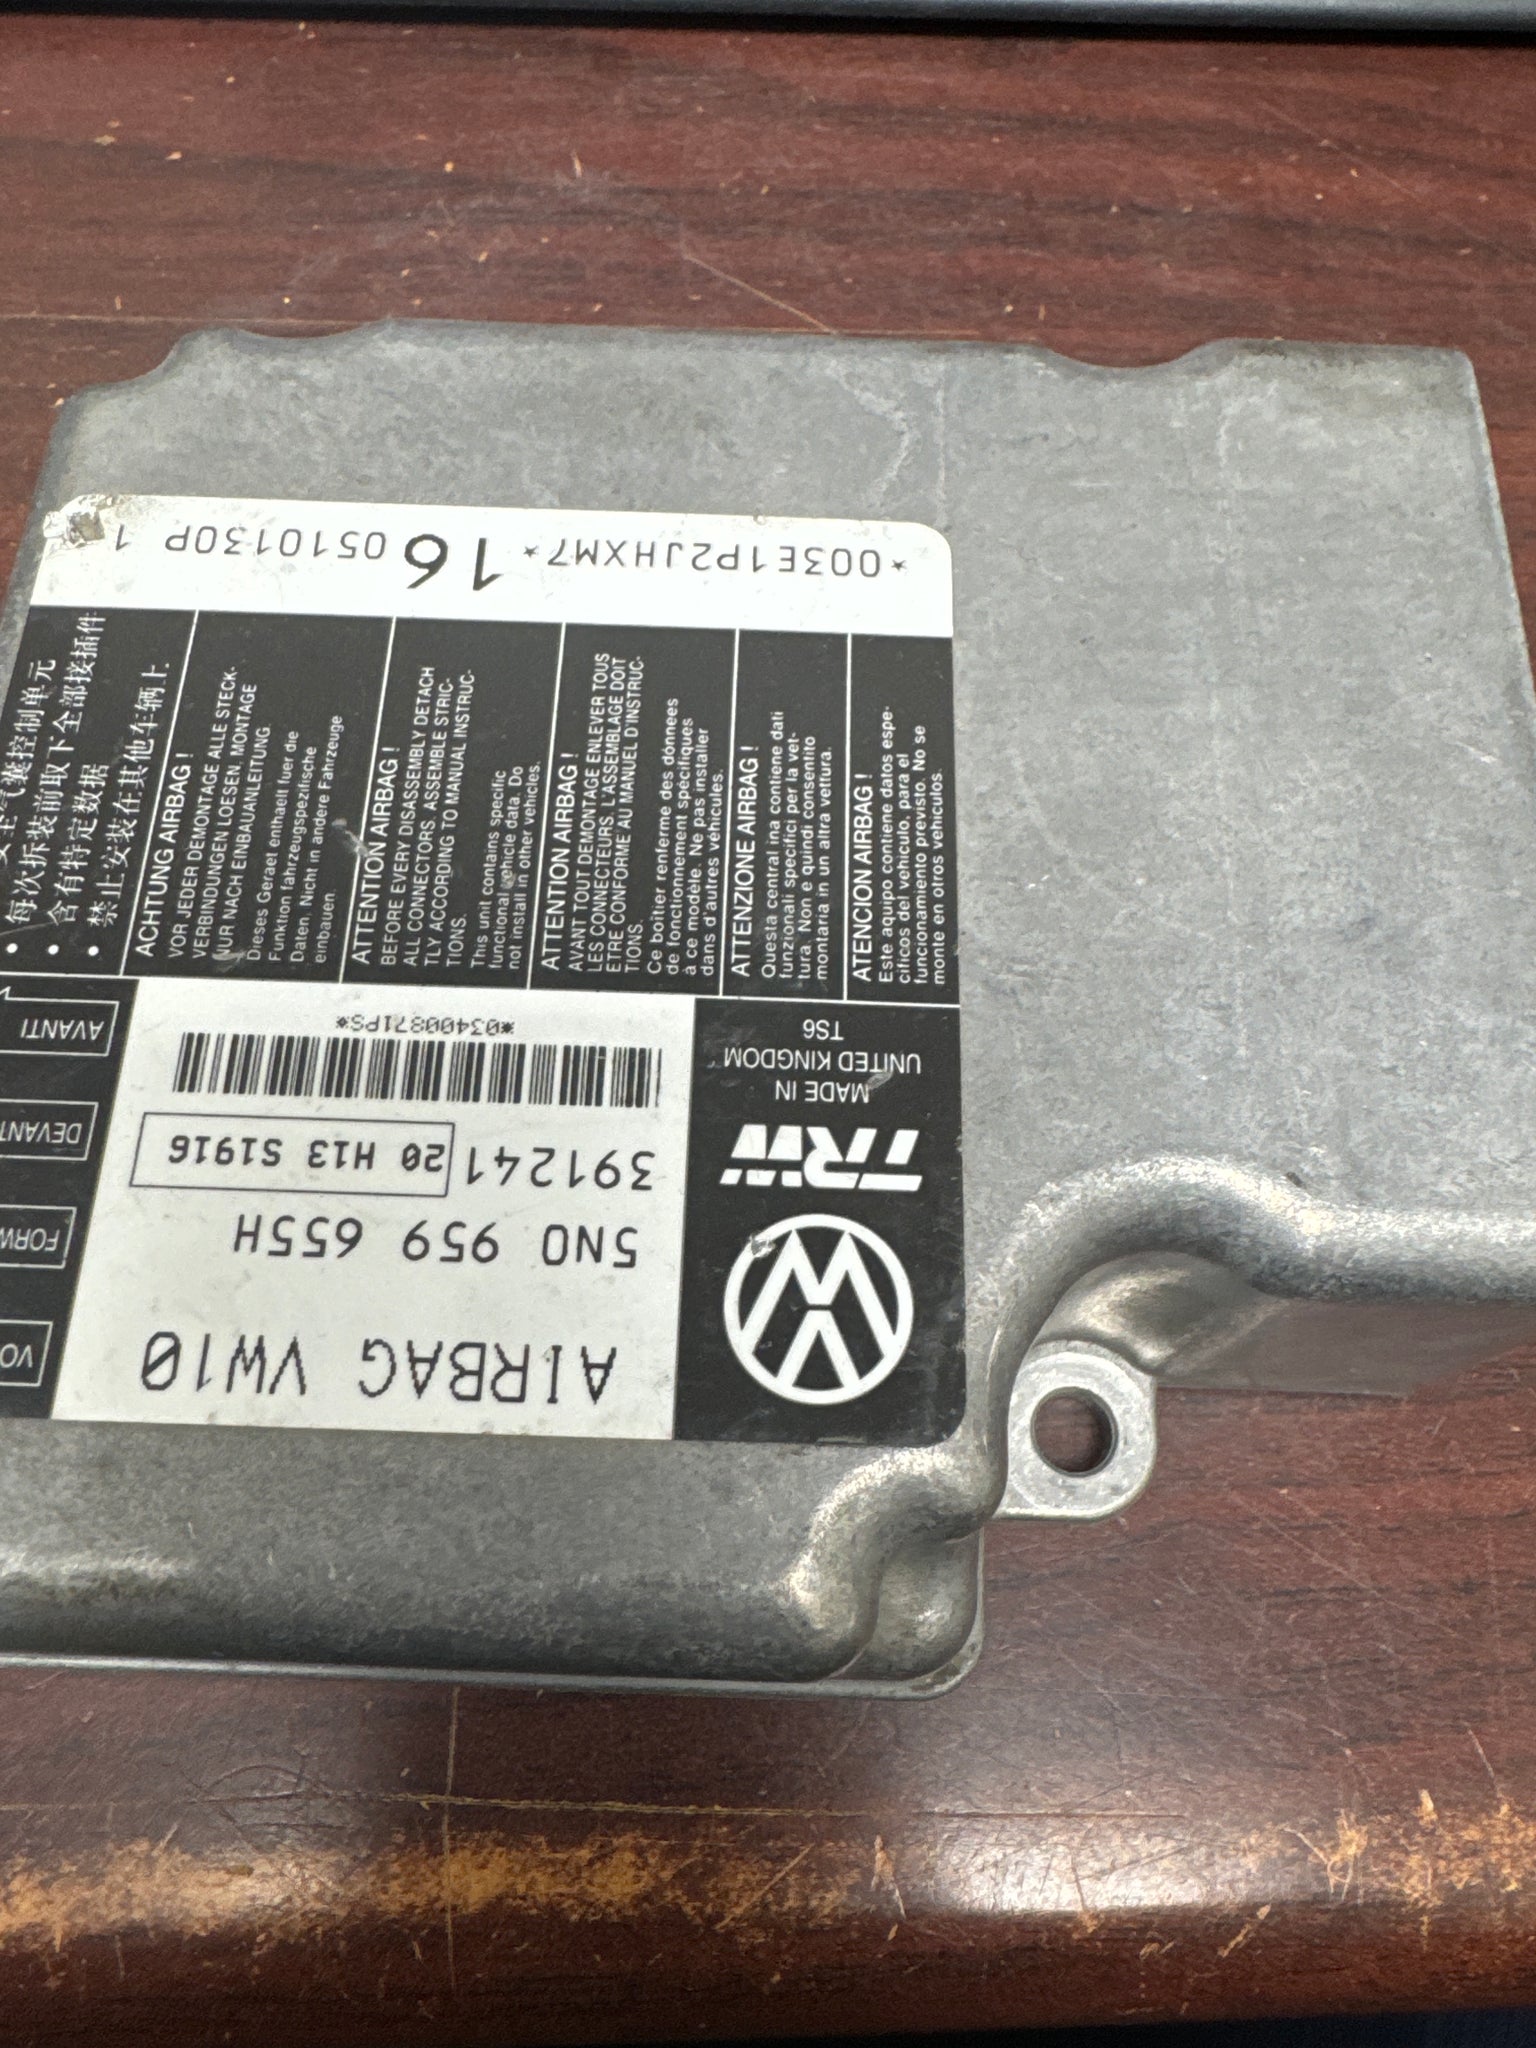 AIRBAG VW10
5N0 959 655H
391241 20 H13 S1916
*03400871PS*
TRW
MADE IN
UNITED KINGDOM
TS6
FORW
DEVANT
AVANTI
每次拆装前取下全部接插件
含有特定数据
禁止安装在其他车辆上
ACHTUNG AIRBAG !
VOR JEDER DEMONTAGE ALLE STECK-
VERBINDUNGEN LOESEN, MONTAGE
NUR NACH EINBAUANLEITUNG.
Dieses Geraet enthaelt fuer die
Funktion fahrzeugspezifische
Daten. Nicht in andere Fahrzeuge
einbauen.
ATTENTION AIRBAG !
BEFORE EVERY DISASSEMBLY DETACH
ALL CONNECTORS. ASSEMBLE STRIC-
TLY ACCORDING TO MANUAL INSTRUC-
TIONS.
This unit contains specific
functional vehicle data. Do
not install in other vehicles.
ATTENTION AIRBAG !
AVANT TOUT DEMONTAGE ENLEVER TOUS
LES CONNECTEURS. L'ASSEMBLAGE DOIT
ETRE CONFORME AU MANUEL D'INSTRUC-
TIONS.
Ce boîtier renferme des données
de fonctionnement spécifiques
à ce modèle. Ne pas installer
dans d'autres véhicules.
ATTENZIONE AIRBAG !
Questa central ina contiene dati
funzionali specifici per la vet-
tura. Non e quindi consentito
montaria in un altra vettura.
ATENCION AIRBAG !
Este aquipo contiene datos espe-
cificos del vehiculo, para el
funcionamiento previsto. No se
monte en otros vehiculos.
*003E1P2JHXM7* 16 0510130P 1